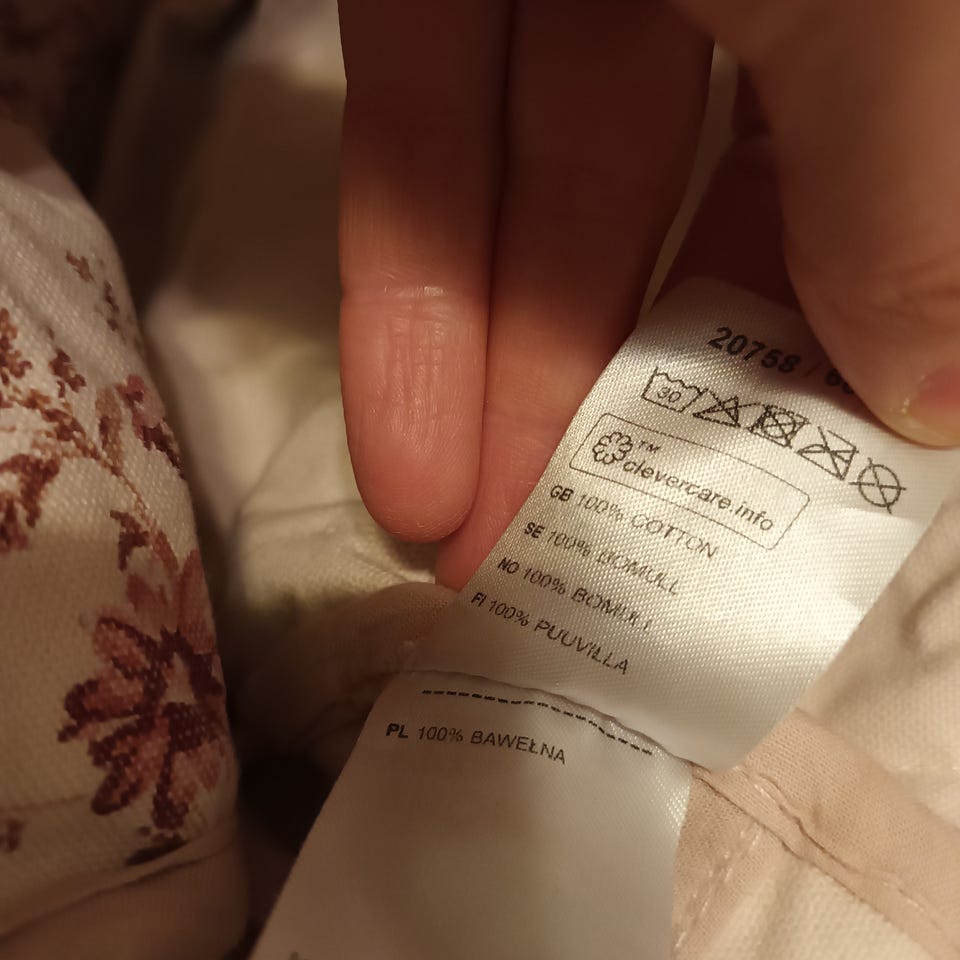 20758 /
30
™
clevercare.info
GB 100% COTTON
SE 100% BOMULL
NO 100% BOMULL
FI 100% PUUVILLA
PL 100% BAWEŁNA